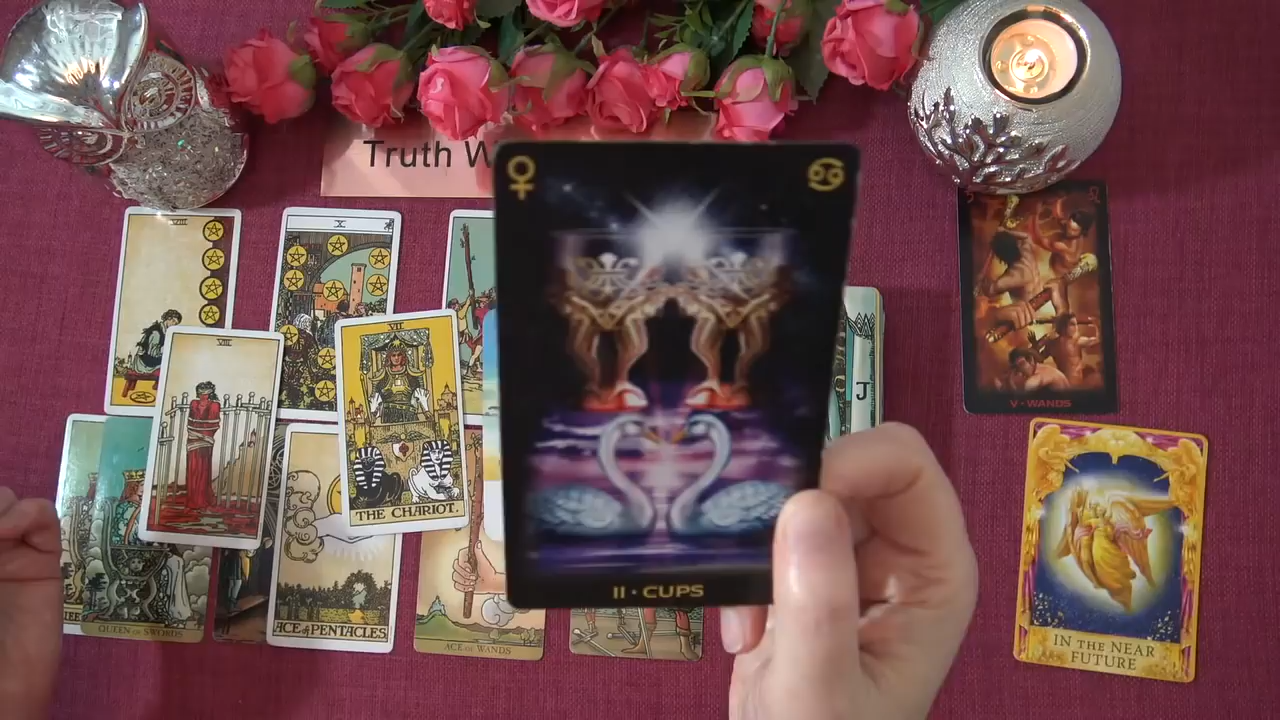 Truth W
VIII
X
VIII
VII
THE CHARIOT.
QUEEN OF SWORDS
ACE of PENTACLES
ACE OF WANDS
II · CUPS
J
V · WANDS
IN THE NEAR
FUTURE